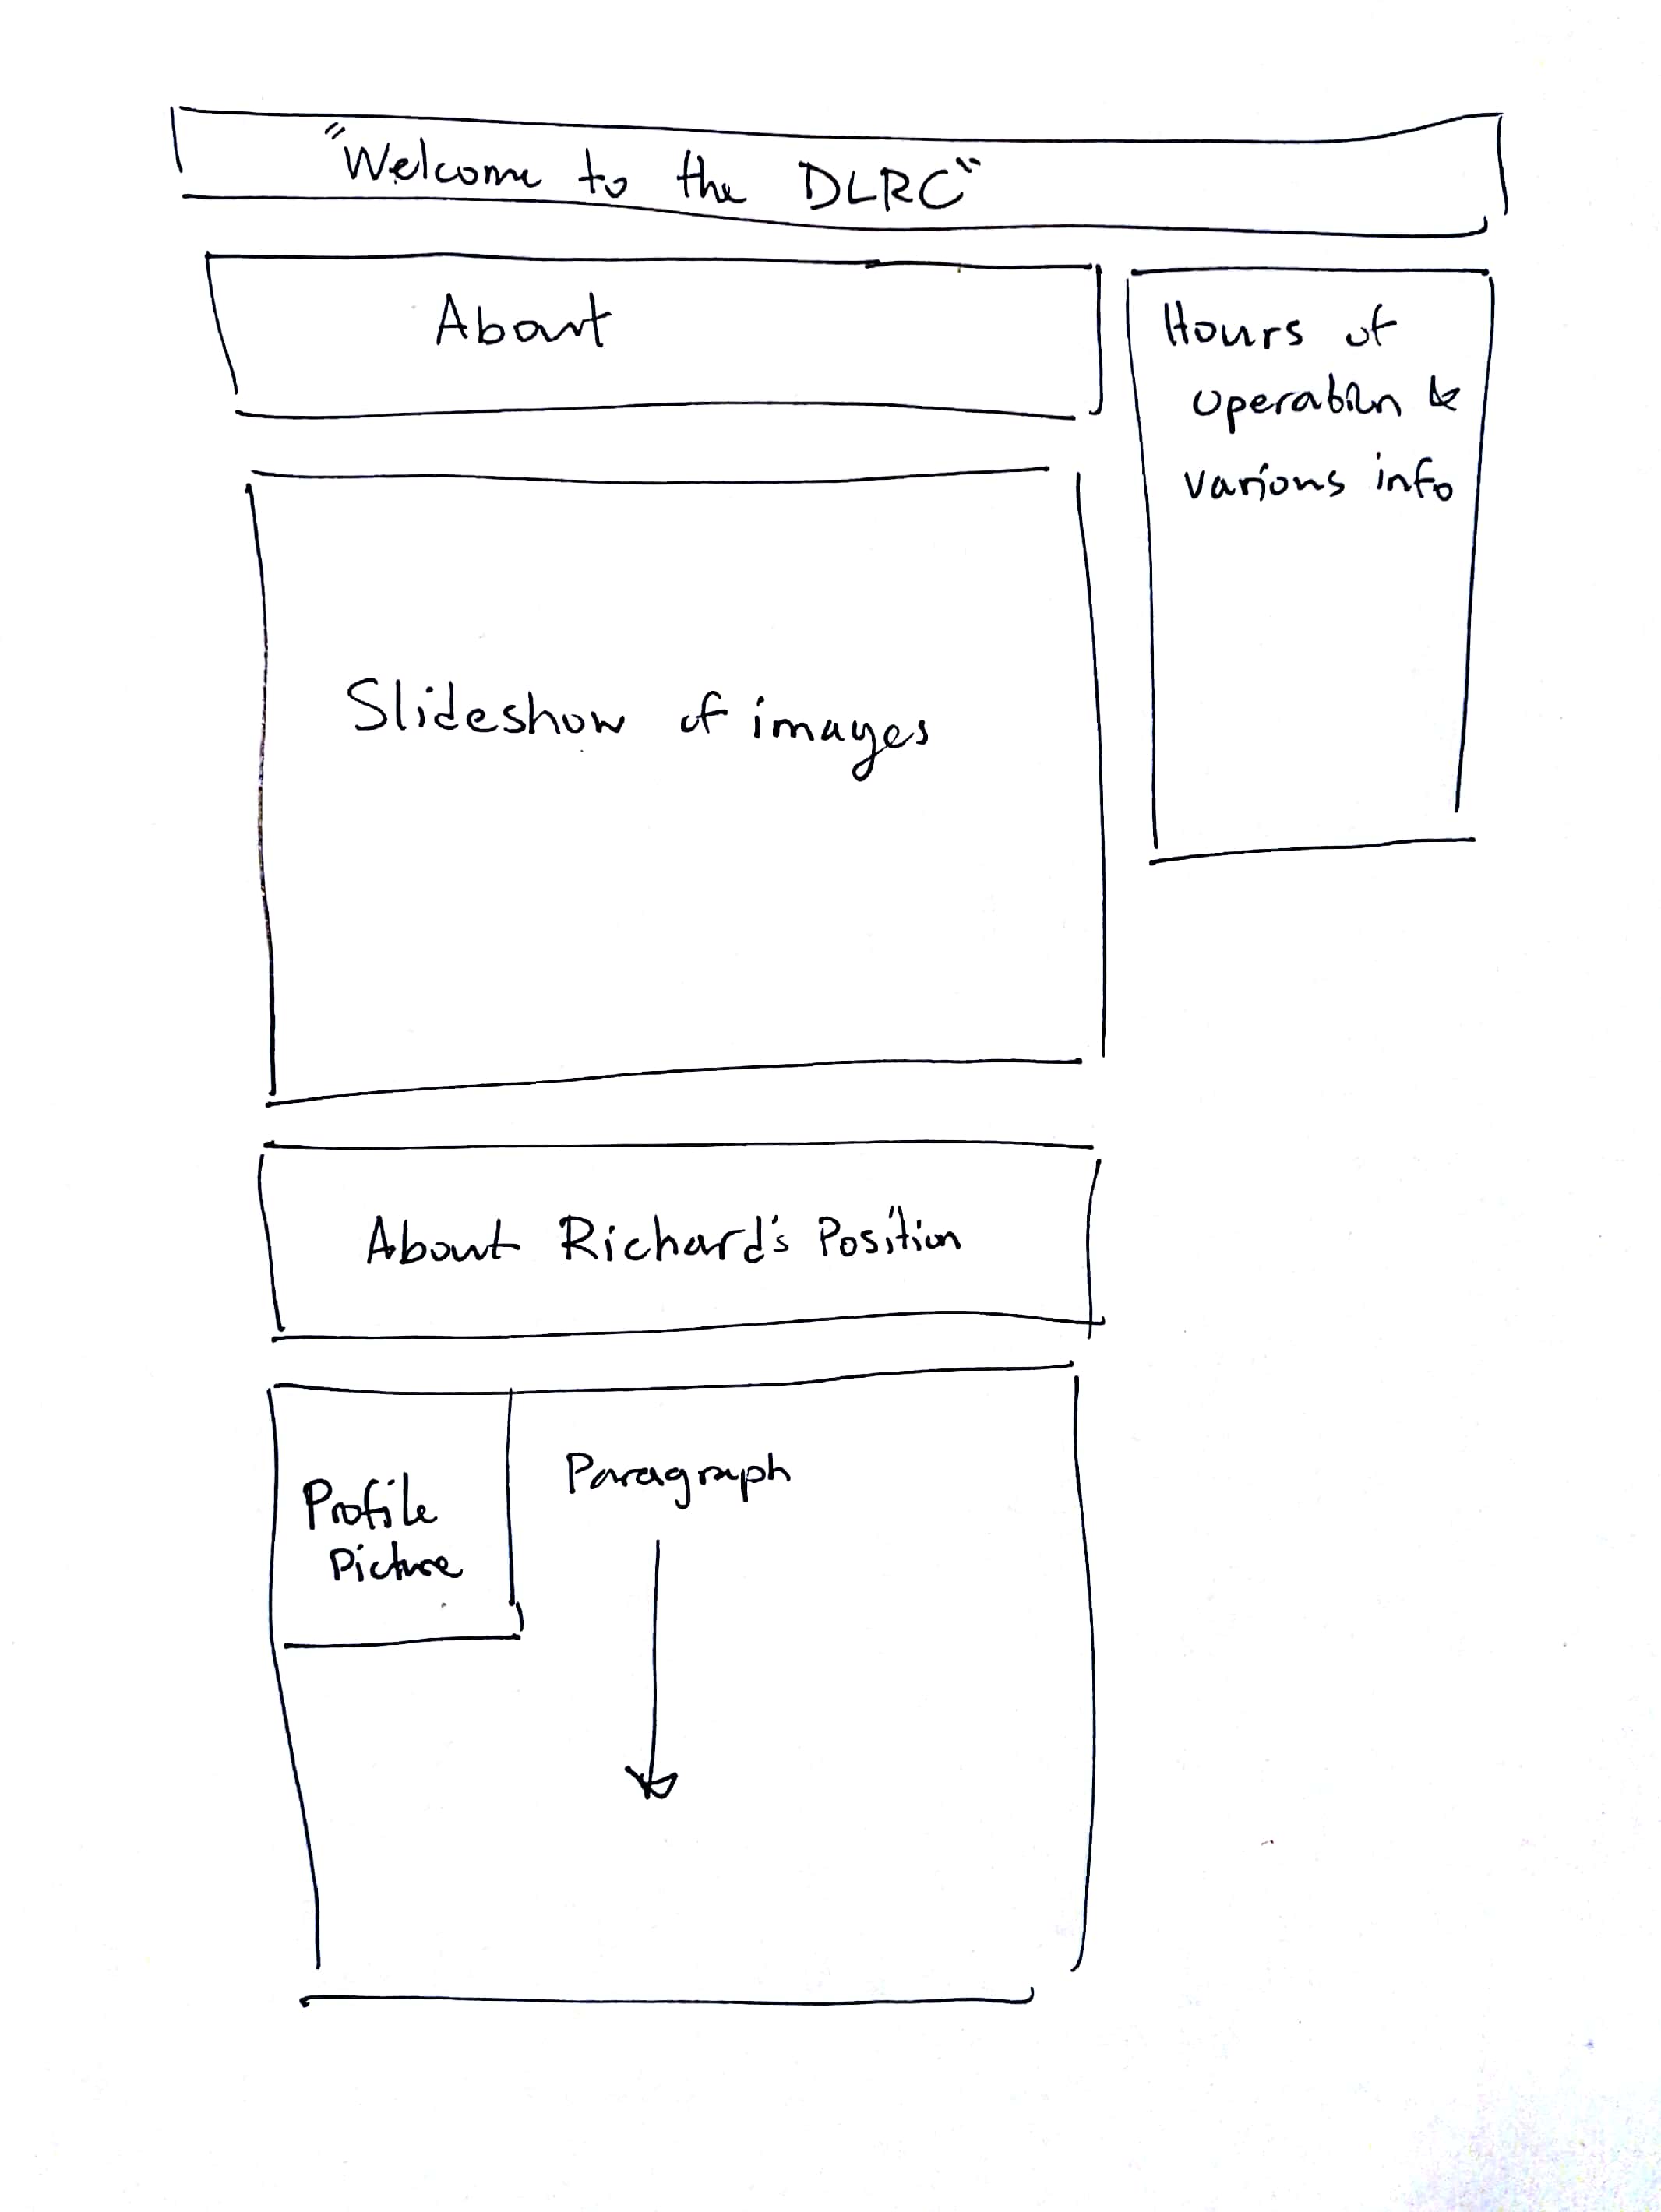 "Welcome to the DLRC"
About
Hours of
operation &
various info
Slideshow of images
About Richard's Position
Profile
Picture
Paragraph